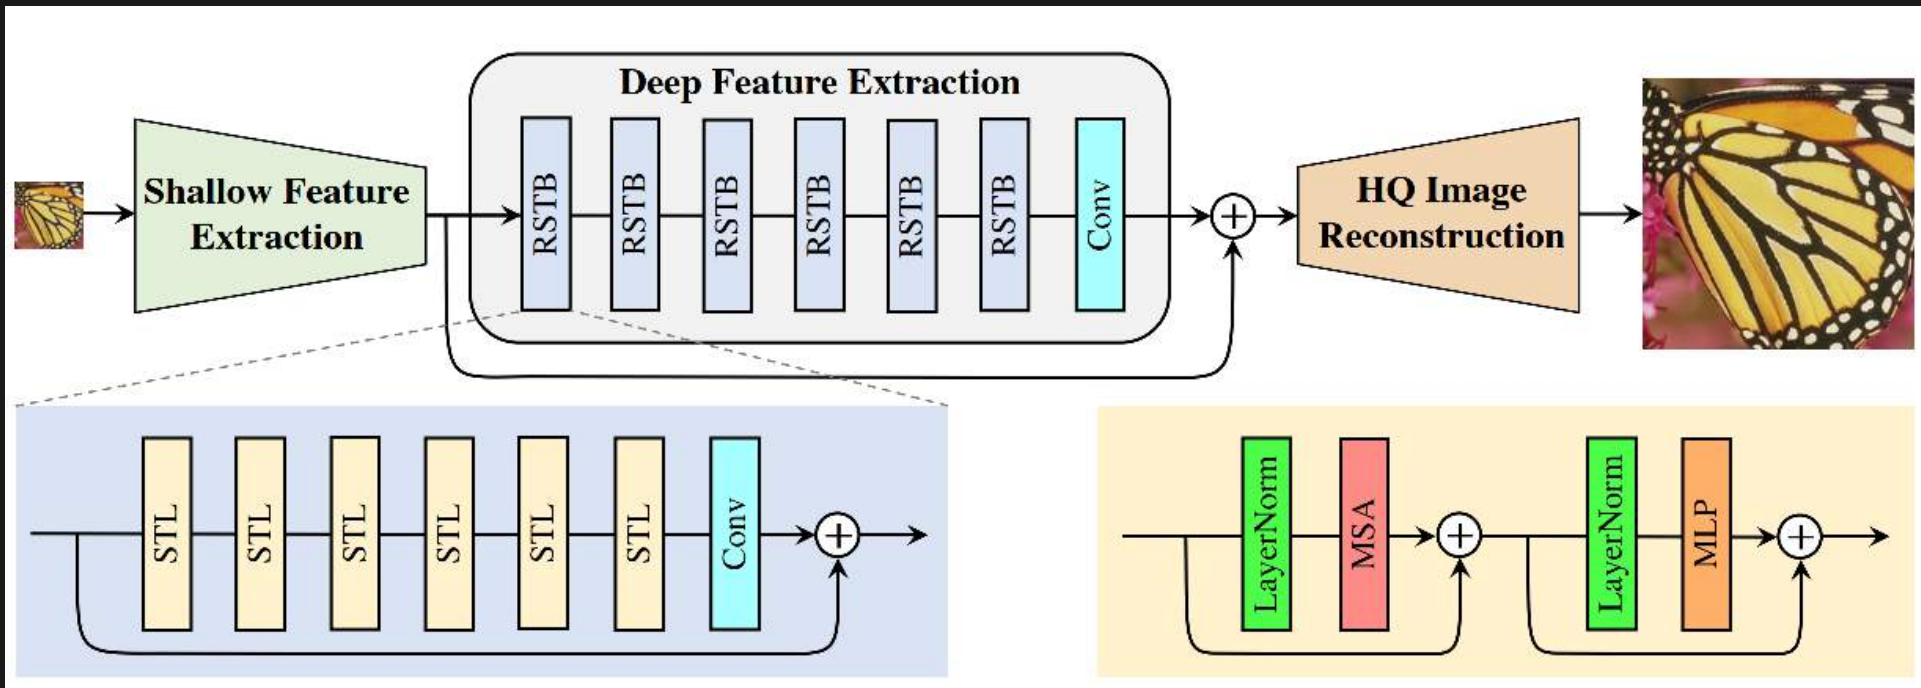 Deep Feature Extraction
Shallow Feature
Extraction
RSTB
RSTB
RSTB
RSTB
RSTB
RSTB
Conv
+
HQ Image
Reconstruction
STL
STL
STL
STL
STL
STL
Conv
+
LayerNorm
MSA
+
LayerNorm
MLP
+